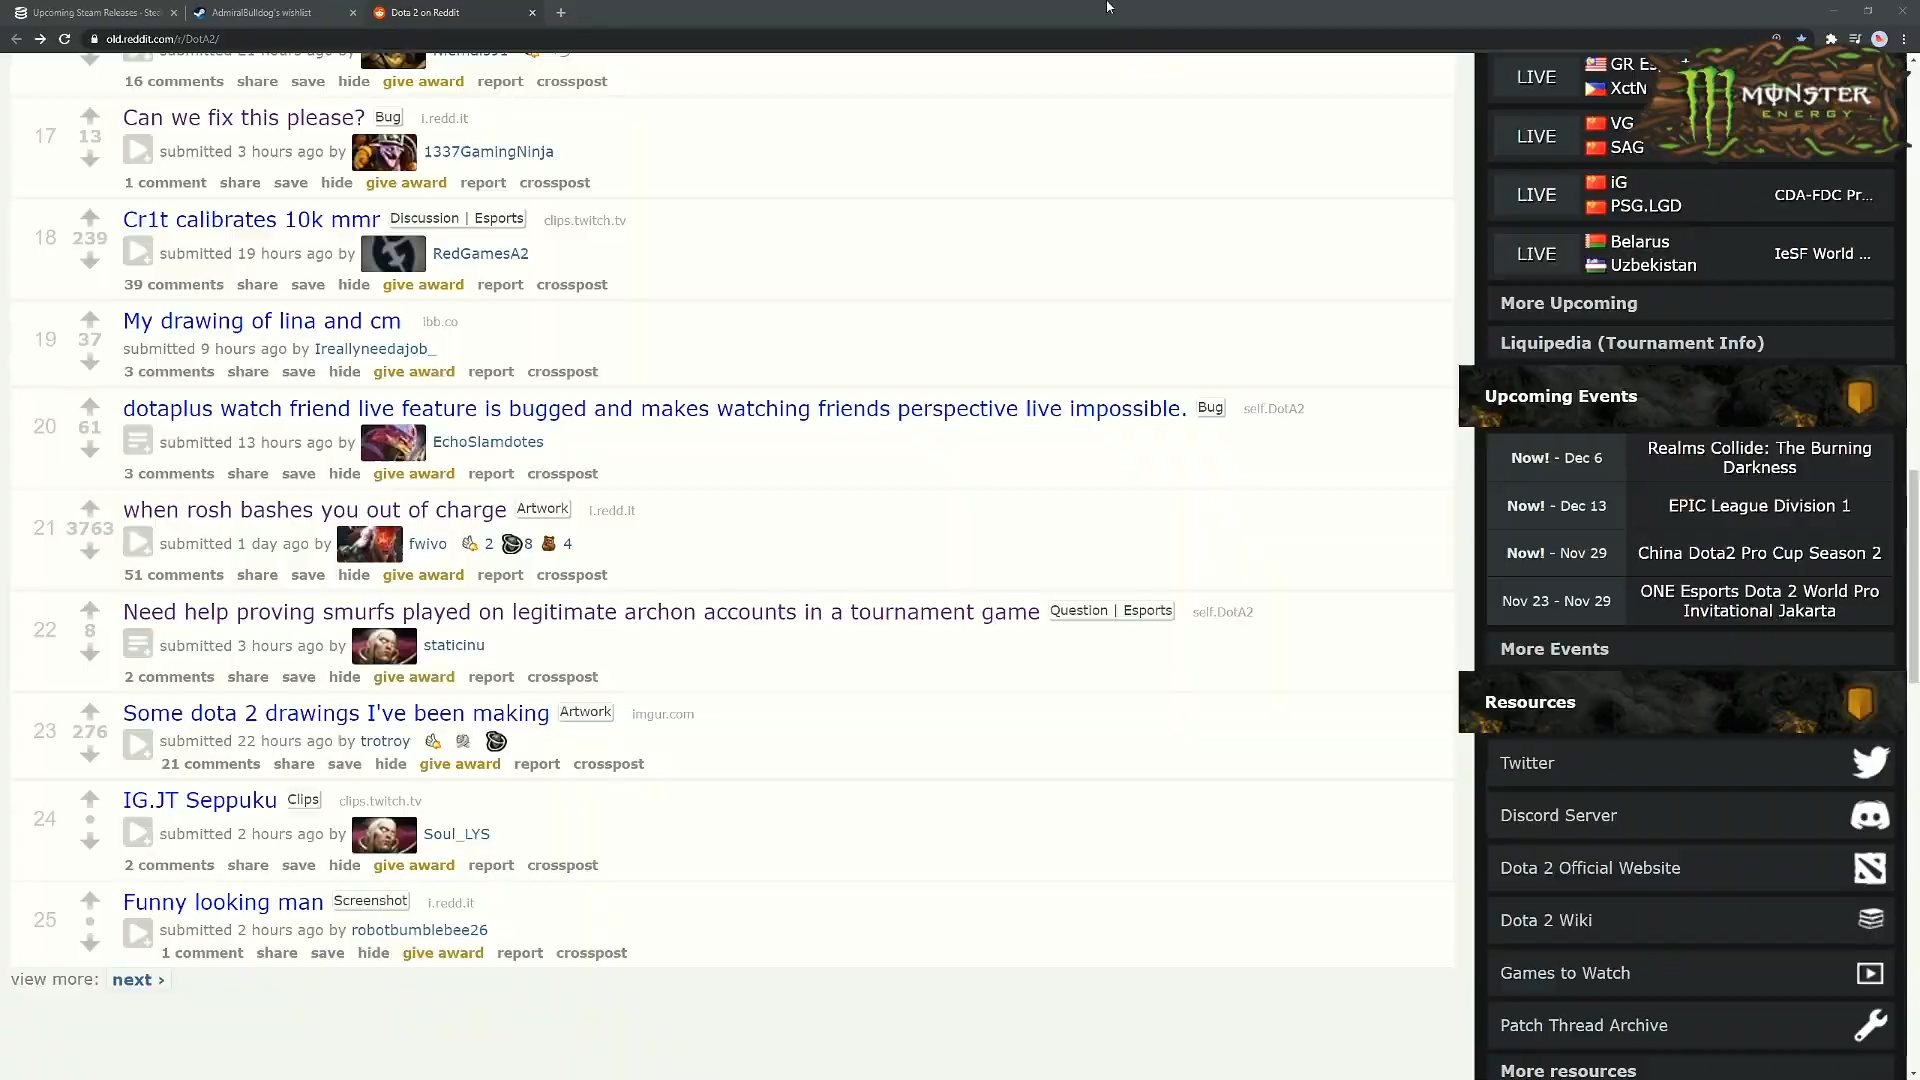 Upcoming Steam Releases - Ste
AdmiralBulldog's wishlist
Dota 2 on Reddit
old.reddit.com/r/DotA2/
16 comments share save hide give award report crosspost
17
13
Can we fix this please? Bug i.redd.it
submitted 3 hours ago by 1337GamingNinja
1 comment share save hide give award report crosspost
18
239
Cr1t calibrates 10k mmr Discussion | Esports clips.twitch.tv
submitted 19 hours ago by RedGamesA2
39 comments share save hide give award report crosspost
19
37
My drawing of lina and cm ibb.co
submitted 9 hours ago by Ireallyneedajob_
3 comments share save hide give award report crosspost
20
61
dotaplus watch friend live feature is bugged and makes watching friends perspective live impossible. Bug self.DotA2
submitted 13 hours ago by EchoSlamdotes
3 comments share save hide give award report crosspost
21
3763
when rosh bashes you out of charge Artwork i.redd.it
submitted 1 day ago by fwivo 2 8 4
51 comments share save hide give award report crosspost
22
8
Need help proving smurfs played on legitimate archon accounts in a tournament game Question | Esports self.DotA2
submitted 3 hours ago by staticinu
2 comments share save hide give award report crosspost
23
276
Some dota 2 drawings I've been making Artwork imgur.com
submitted 22 hours ago by trotroy
21 comments share save hide give award report crosspost
24
IG.JT Seppuku Clips clips.twitch.tv
submitted 2 hours ago by Soul_LYS
2 comments share save hide give award report crosspost
25
Funny looking man Screenshot i.redd.it
submitted 2 hours ago by robotbumblebee26
1 comment share save hide give award report crosspost
view more: next ›
LIVE
GR
XctN
MONSTER
ENERGY
LIVE
VG
SAG
LIVE
iG
PSG.LGD
CDA-FDC Pr...
LIVE
Belarus
Uzbekistan
IeSF World ...
More Upcoming
Liquipedia (Tournament Info)
Upcoming Events
Now! - Dec 6 Realms Collide: The Burning
Darkness
Now! - Dec 13 EPIC League Division 1
Now! - Nov 29 China Dota2 Pro Cup Season 2
Nov 23 - Nov 29 ONE Esports Dota 2 World Pro
Invitational Jakarta
More Events
Resources
Twitter
Discord Server
Dota 2 Official Website
Dota 2 Wiki
Games to Watch
Patch Thread Archive
More resources